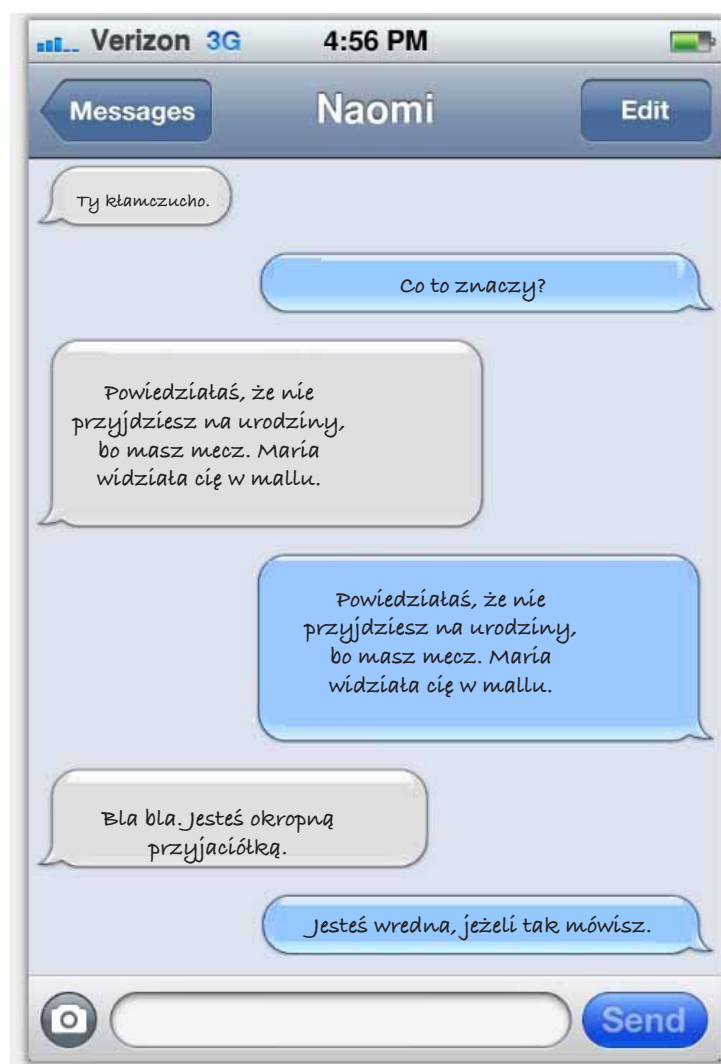 Verizon 3G 4:56 PM
Messages Naomi Edit
Ty kłamczucho.
Co to znaczy?
Powiedziałaś, że nie
przyjdziesz na urodziny,
bo masz mecz. Maria
widziała cię w mallu.
Powiedziałaś, że nie
przyjdziesz na urodziny,
bo masz mecz. Maria
widziała cię w mallu.
Bla bla. Jesteś okropną
przyjaciółką.
Jesteś wredna, jeżeli tak mówisz.
Send